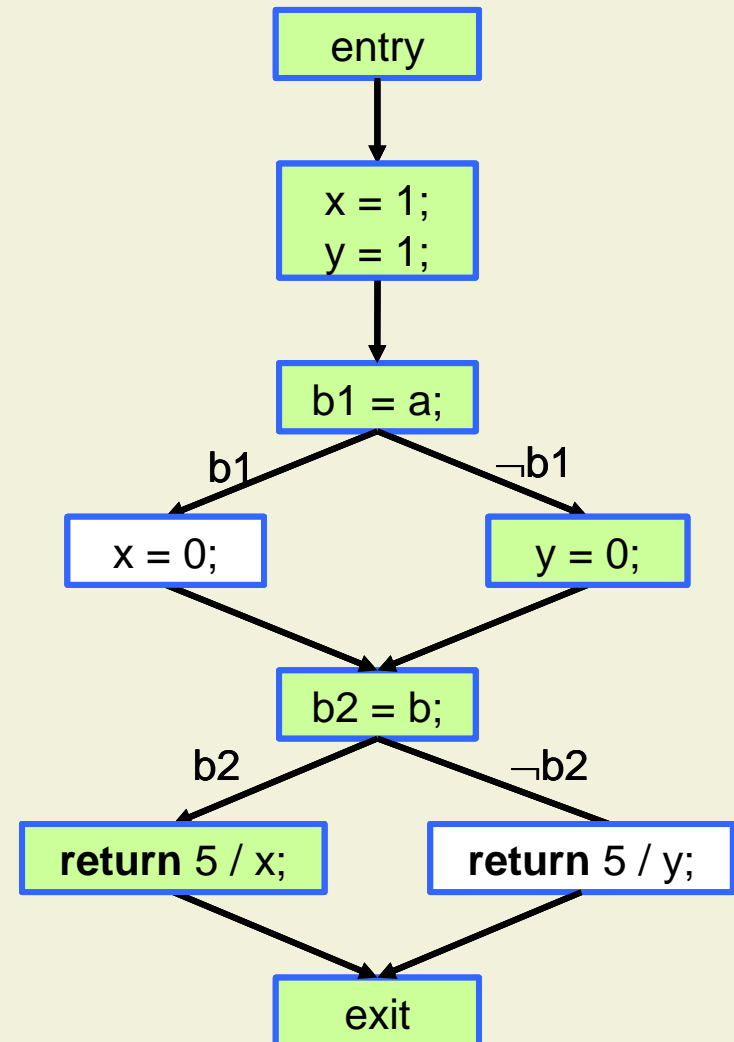 entry
x = 1;
y = 1;
b1 = a;
b1
¬b1
x = 0;
y = 0;
b2 = b;
b2
¬b2
return 5 / x;
return 5 / y;
exit